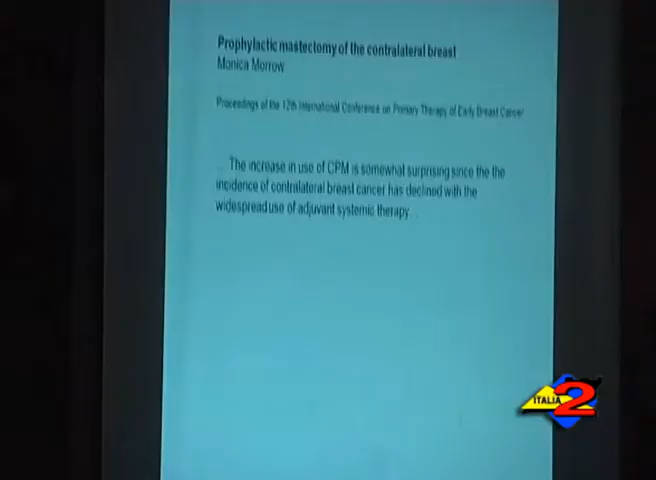 Prophylactic mastectomy of the contralateral breast
Monica Morrow
Proceedings of the 12th International Conference on Primary Therapy of Early Breast Cancer
The increase in use of CPM is somewhat surprising since the the
incidence of contralateral breast cancer has declined with the
widespread use of adjuvant systemic therapy
ITALIA 2